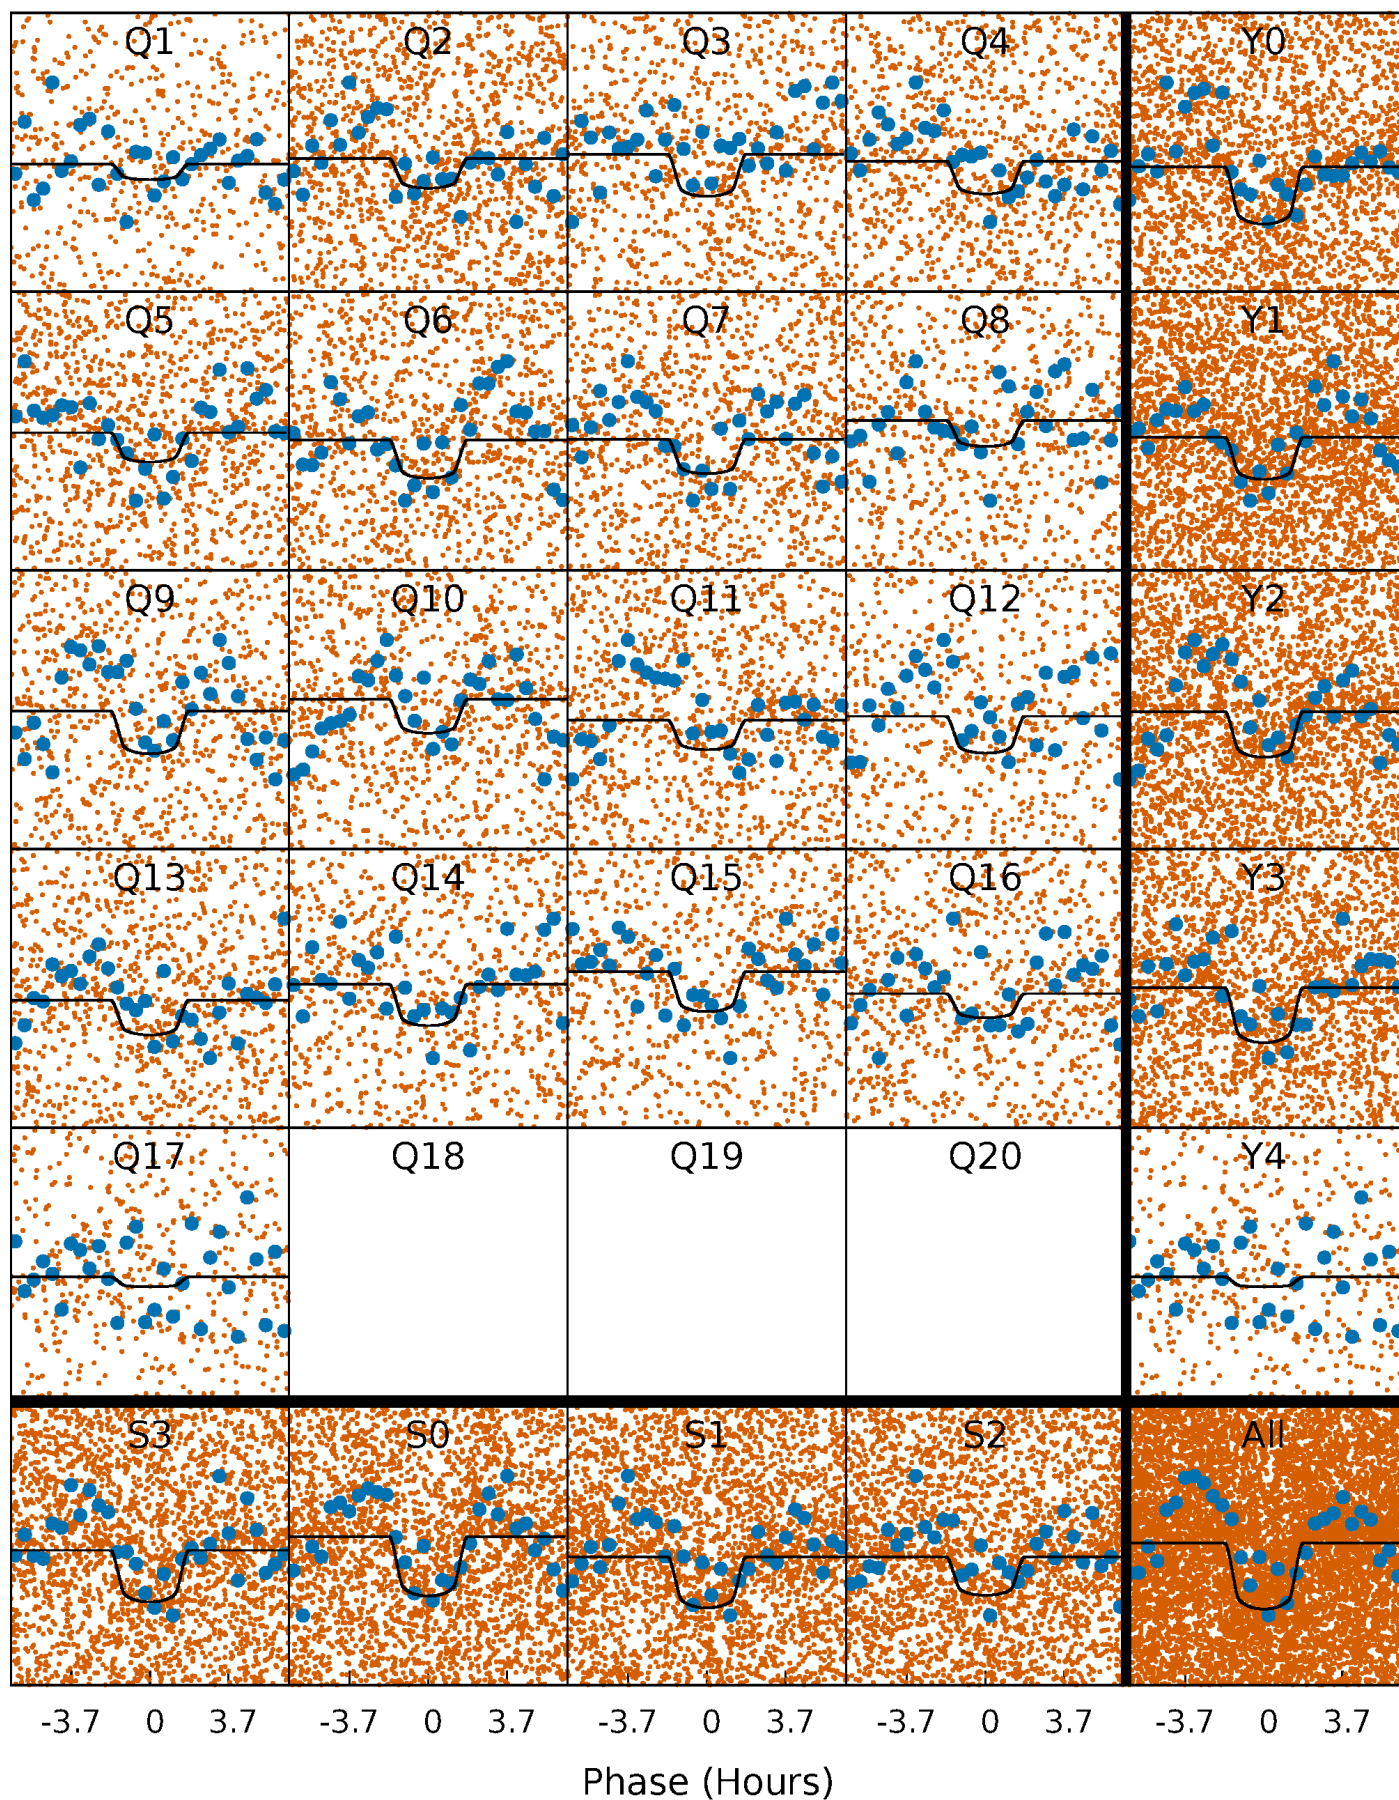 Q1 Q2 Q3 Q4 Y0
Q5 Q6 Q7 Q8 Y1
Q9 Q10 Q11 Q12 Y2
Q13 Q14 Q15 Q16 Y3
Q17 Q18 Q19 Q20 Y4
S3 S0 S1 S2 All
-3.7 0 3.7 -3.7 0 3.7 -3.7 0 3.7 -3.7 0 3.7 -3.7 0 3.7
Phase (Hours)